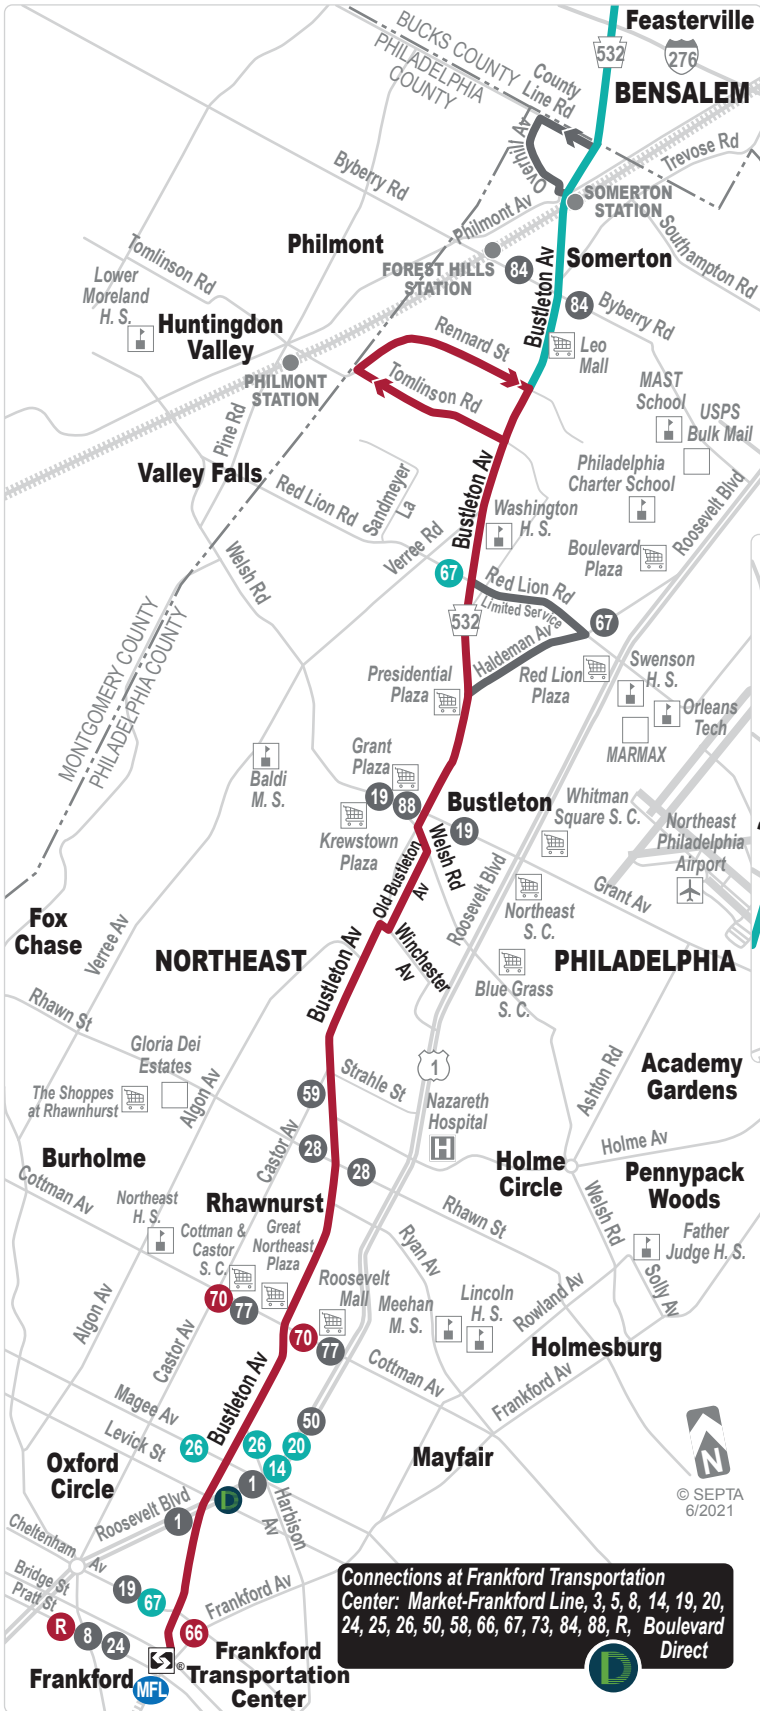 Feasterville
BUCKS COUNTY
PHILADELPHIA
COUNTY
532
276
BENSALEM
County
Line Rd
Overhill Av
Trevose Rd
Byberry Rd
SOMERTON
STATION
Philmont Av
Southampton Rd
Philmont
Tomlinson Rd
FOREST HILLS
STATION
84
Somerton
Bustleton Av
84
Byberry Rd
Lower
Moreland
H. S.
Huntingdon
Valley
Rennard St
Leo
Mall
PHILMONT
STATION
Tomlinson Rd
MAST
School
USPS
Bulk Mail
Pine Rd
Valley Falls
Philadelphia
Charter School
Red Lion Rd
Sandmeyer
La
Bustleton Av
Washington
H. S.
Roosevelt Blvd
Verree Rd
Boulevard
Plaza
Welsh Rd
67
Red Lion Rd
Limited Service
532
67
Haldeman Av
MONTGOMERY COUNTY
PHILADELPHIA COUNTY
Presidential
Plaza
Red Lion
Plaza
Swenson
H. S.
Orleans
Tech
MARMAX
Grant
Plaza
Baldi
M. S.
19
88
Bustleton
Whitman
Square S. C.
Krewstown
Plaza
19
Welsh Rd
Northeast
Philadelphia
Airport
Old Bustleton
Av
Roosevelt Blvd
Grant Av
Northeast
S. C.
Fox
Chase
Verree Av
Winchester
Av
NORTHEAST
Bustleton Av
PHILADELPHIA
Blue Grass
S. C.
Rhawn St
Gloria Dei
Estates
1
Strahle St
Ashton Rd
Academy
Gardens
The Shoppes
at Rhawnhurst
Algon Av
59
Nazareth
Hospital
H
Castor Av
28
28
Holme Av
Burholme
Holme
Circle
Pennypack
Woods
Cottman Av
Northeast
H. S.
Rhawnurst
Cottman &
Castor
S. C.
Great
Northeast
Plaza
Rhawn St
Welsh Rd
Ryan Av
Father
Judge H. S.
Roosevelt
Mall
Solly Av
70
77
Meehan
M. S.
Lincoln
H. S.
Rowland Av
Algon Av
Castor Av
70
77
Holmesburg
Cottman Av
Frankford Av
Bustleton Av
Magee Av
Levick St
50
26
26
20
14
Mayfair
N
Oxford
Circle
1
D
Harbison
Av
© SEPTA
6/2021
Roosevelt Blvd
1
Cheltenham
Av
Bridge St
Pratt St
19
67
Frankford Av
R
8
24
66
Connections at Frankford Transportation
Center: Market-Frankford Line, 3, 5, 8, 14, 19, 20,
24, 25, 26, 50, 58, 66, 67, 73, 84, 88, R, Boulevard
Direct
D
®
Frankford
MFL
Frankford
Transportation
Center